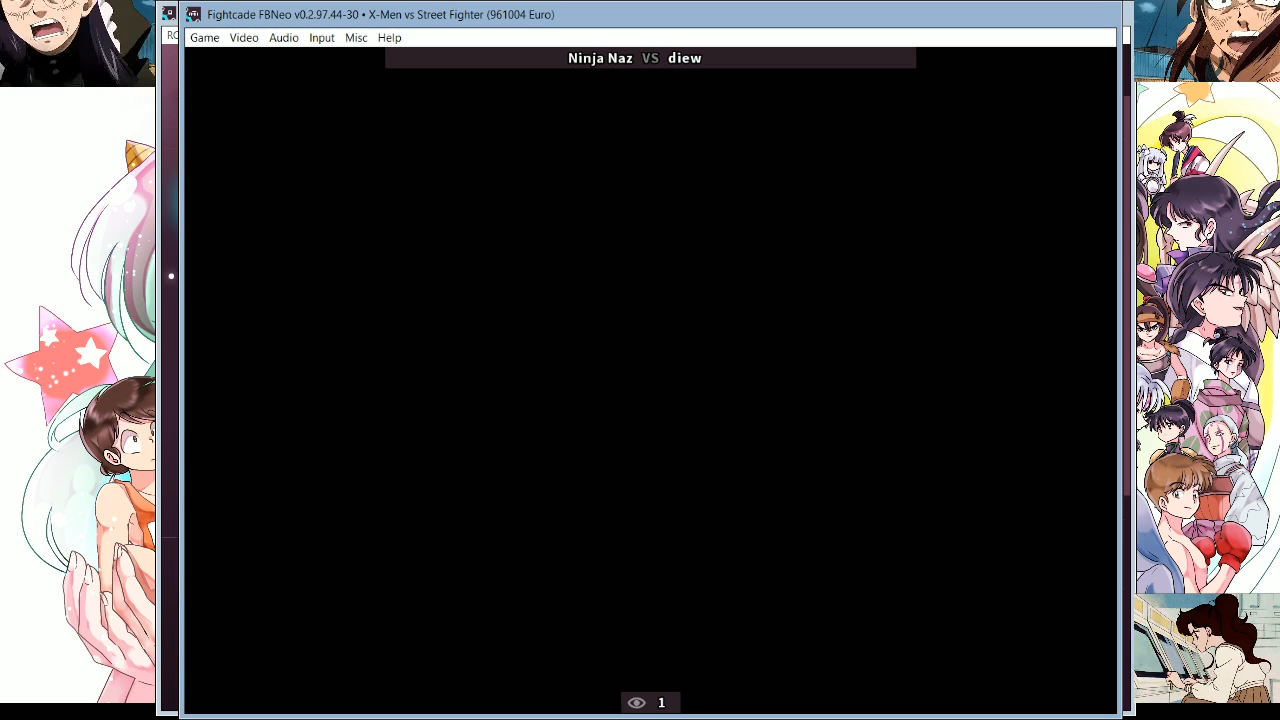 Fightcade FBNeo v0.2.97.44-30 • X-Men vs Street Fighter (961004 Euro)
Game Video Audio Input Misc Help
Ninja Naz VS diew
1